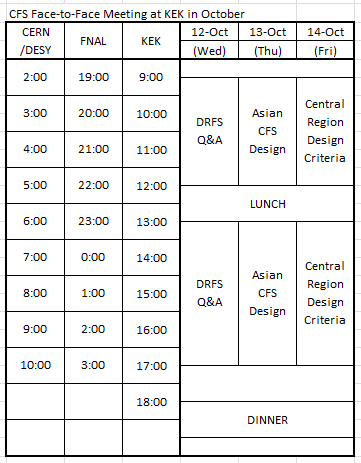 CFS Face-to-Face Meeting at KEK in October
CERN /DESY FNAL KEK 12-Oct 13-Oct 14-Oct
(Wed) (Thu) (Fri)
2:00 19:00 9:00
3:00 20:00 10:00
4:00 21:00 11:00
5:00 22:00 12:00
6:00 23:00 13:00
7:00 0:00 14:00
8:00 1:00 15:00
9:00 2:00 16:00
10:00 3:00 17:00
18:00
DRFS
Q&A
Asian
CFS
Design
Central
Region
Design
Criteria
LUNCH
DRFS
Q&A
Asian
CFS
Design
Central
Region
Design
Criteria
DINNER